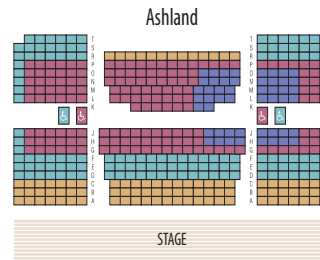 Ashland
T T
S S
R R
P P
O O
N N
M M
L L
K K
J J
H H
G G
F F
E E
D D
C C
B B
A A
STAGE